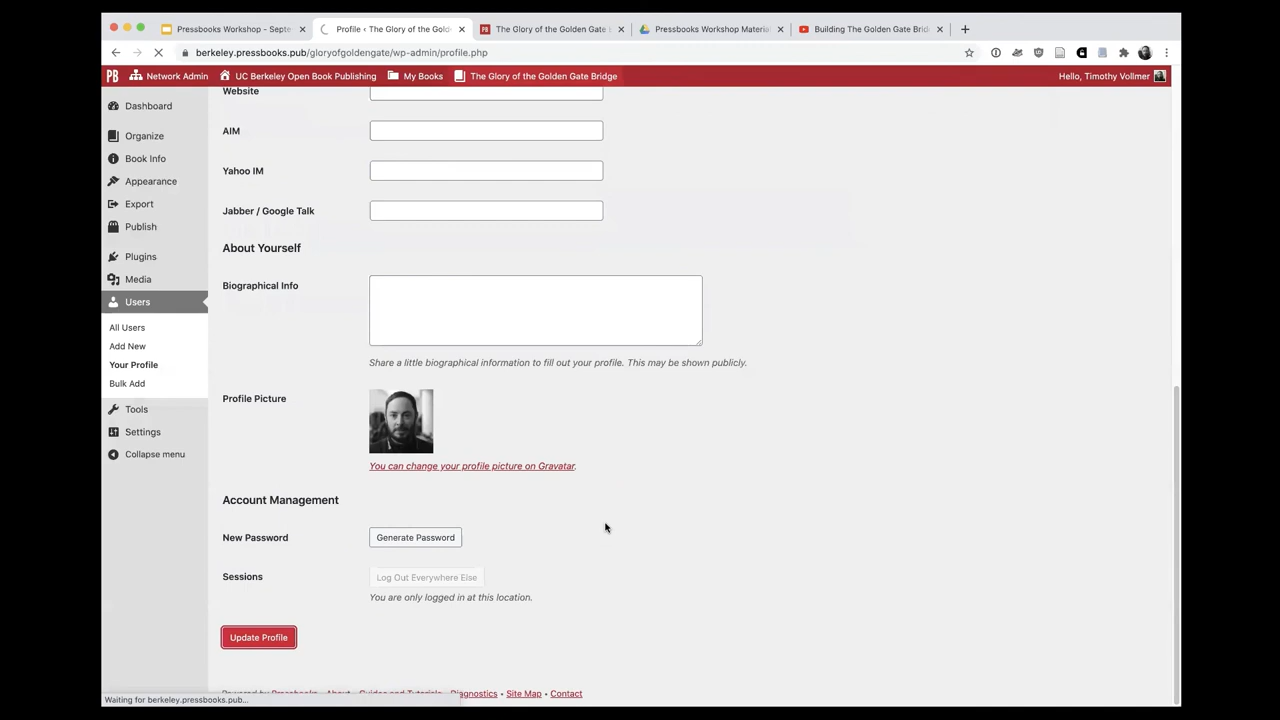 Pressbooks Workshop - Septe
Profile ‹ The Glory of the Gold
The Glory of the Golden Gate
Pressbooks Workshop Material
Building The Golden Gate Brid
berkeley.pressbooks.pub/gloryofgoldengate/wp-admin/profile.php
PB Network Admin UC Berkeley Open Book Publishing My Books The Glory of the Golden Gate Bridge Hello, Timothy Vollmer
Dashboard
Organize
Book Info
Appearance
Export
Publish
Plugins
Media
Users
All Users
Add New
Your Profile
Bulk Add
Tools
Settings
Collapse menu
Website
AIM
Yahoo IM
Jabber / Google Talk
About Yourself
Biographical Info
Share a little biographical information to fill out your profile. This may be shown publicly.
Profile Picture
You can change your profile picture on Gravatar.
Account Management
New Password Generate Password
Sessions Log Out Everywhere Else
You are only logged in at this location.
Update Profile
Powered by Pressbooks • About • Guides and Tutorials • Diagnostics • Site Map • Contact
Waiting for berkeley.pressbooks.pub...